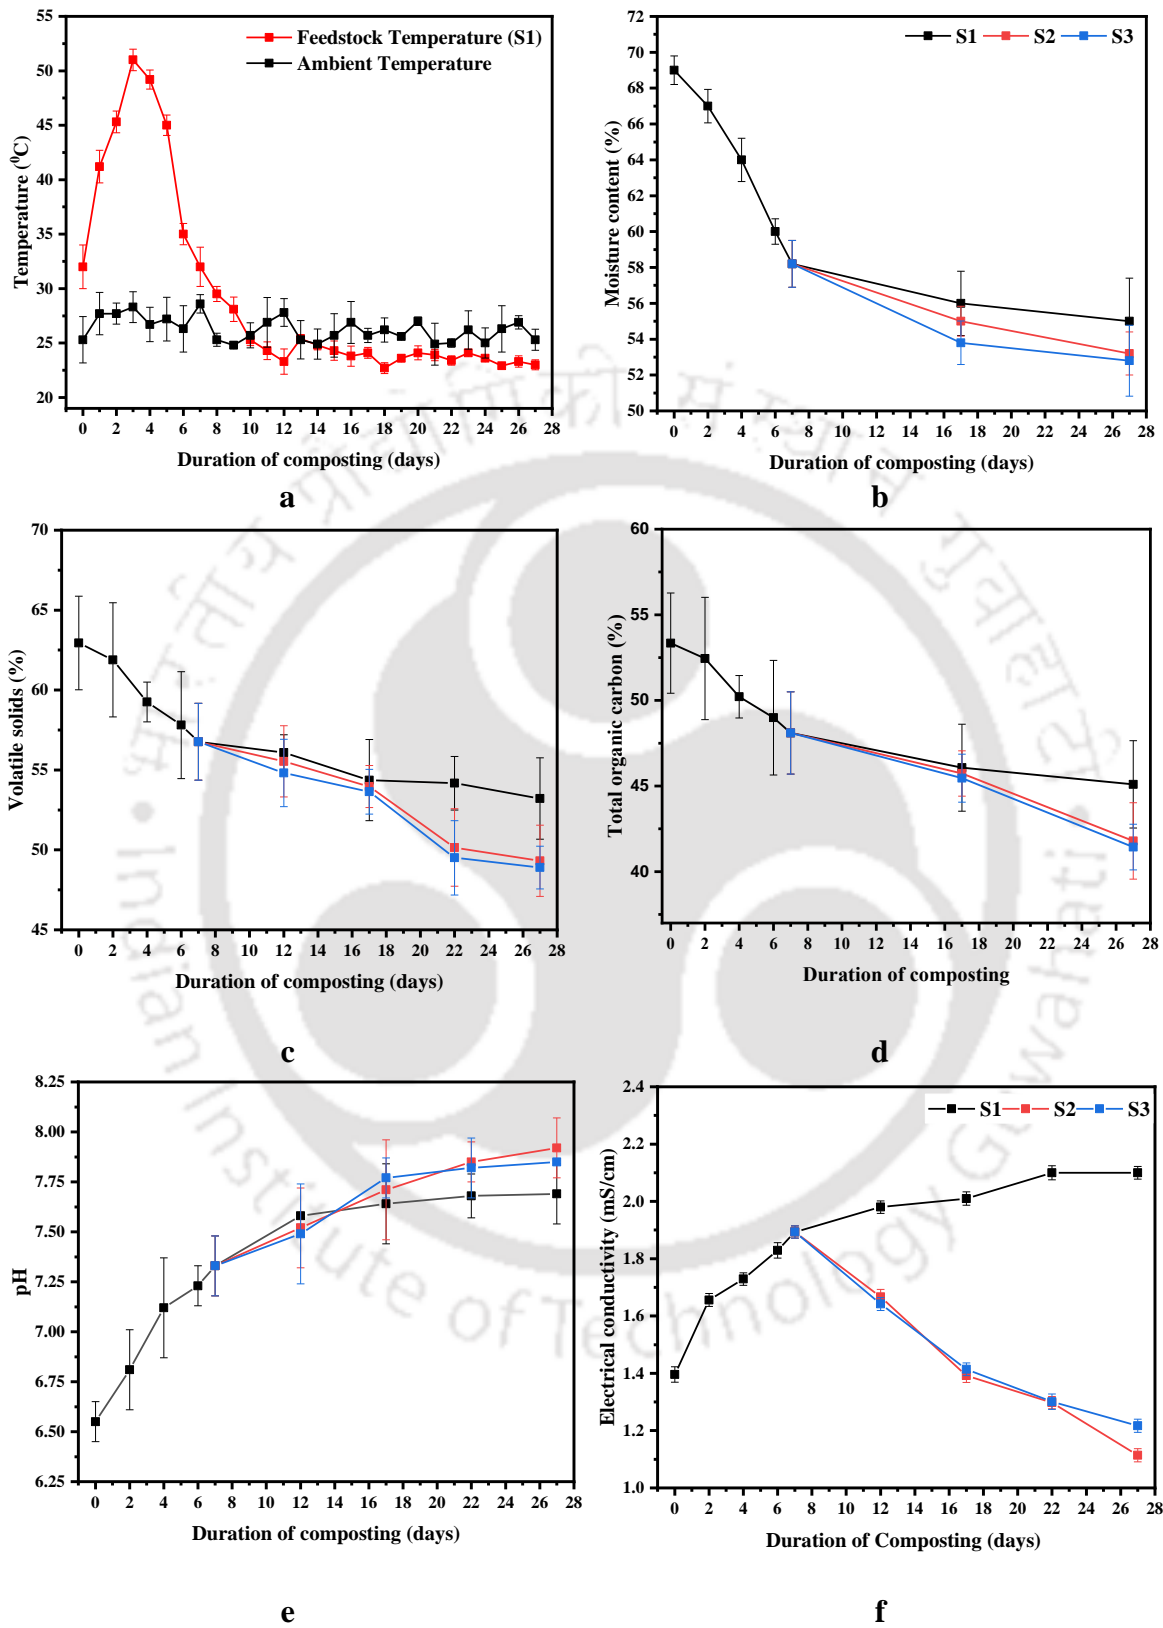 Feedstock Temperature (S1)
Ambient Temperature
55
50
45
40
35
30
25
20
Temperature (⁰C)
0 2 4 6 8 10 12 14 16 18 20 22 24 26 28
Duration of composting (days)
a
S1 S2 S3
72
70
68
66
64
62
60
58
56
54
52
50
Moisture content (%)
0 2 4 6 8 10 12 14 16 18 20 22 24 26 28
Duration of composting (days)
b
70
65
60
55
50
45
Volatile solids (%)
0 2 4 6 8 10 12 14 16 18 20 22 24 26 28
Duration of composting (days)
c
60
55
50
45
40
Total organic carbon (%)
0 2 4 6 8 10 12 14 16 18 20 22 24 26 28
Duration of composting
d
8.25
8.00
7.75
7.50
7.25
7.00
6.75
6.50
6.25
pH
0 2 4 6 8 10 12 14 16 18 20 22 24 26 28
Duration of composting (days)
e
S1 S2 S3
2.4
2.2
2.0
1.8
1.6
1.4
1.2
1.0
Electrical conductivity (mS/cm)
0 2 4 6 8 10 12 14 16 18 20 22 24 26 28
Duration of Composting (days)
f
Indian Institute of Technology Guwahati